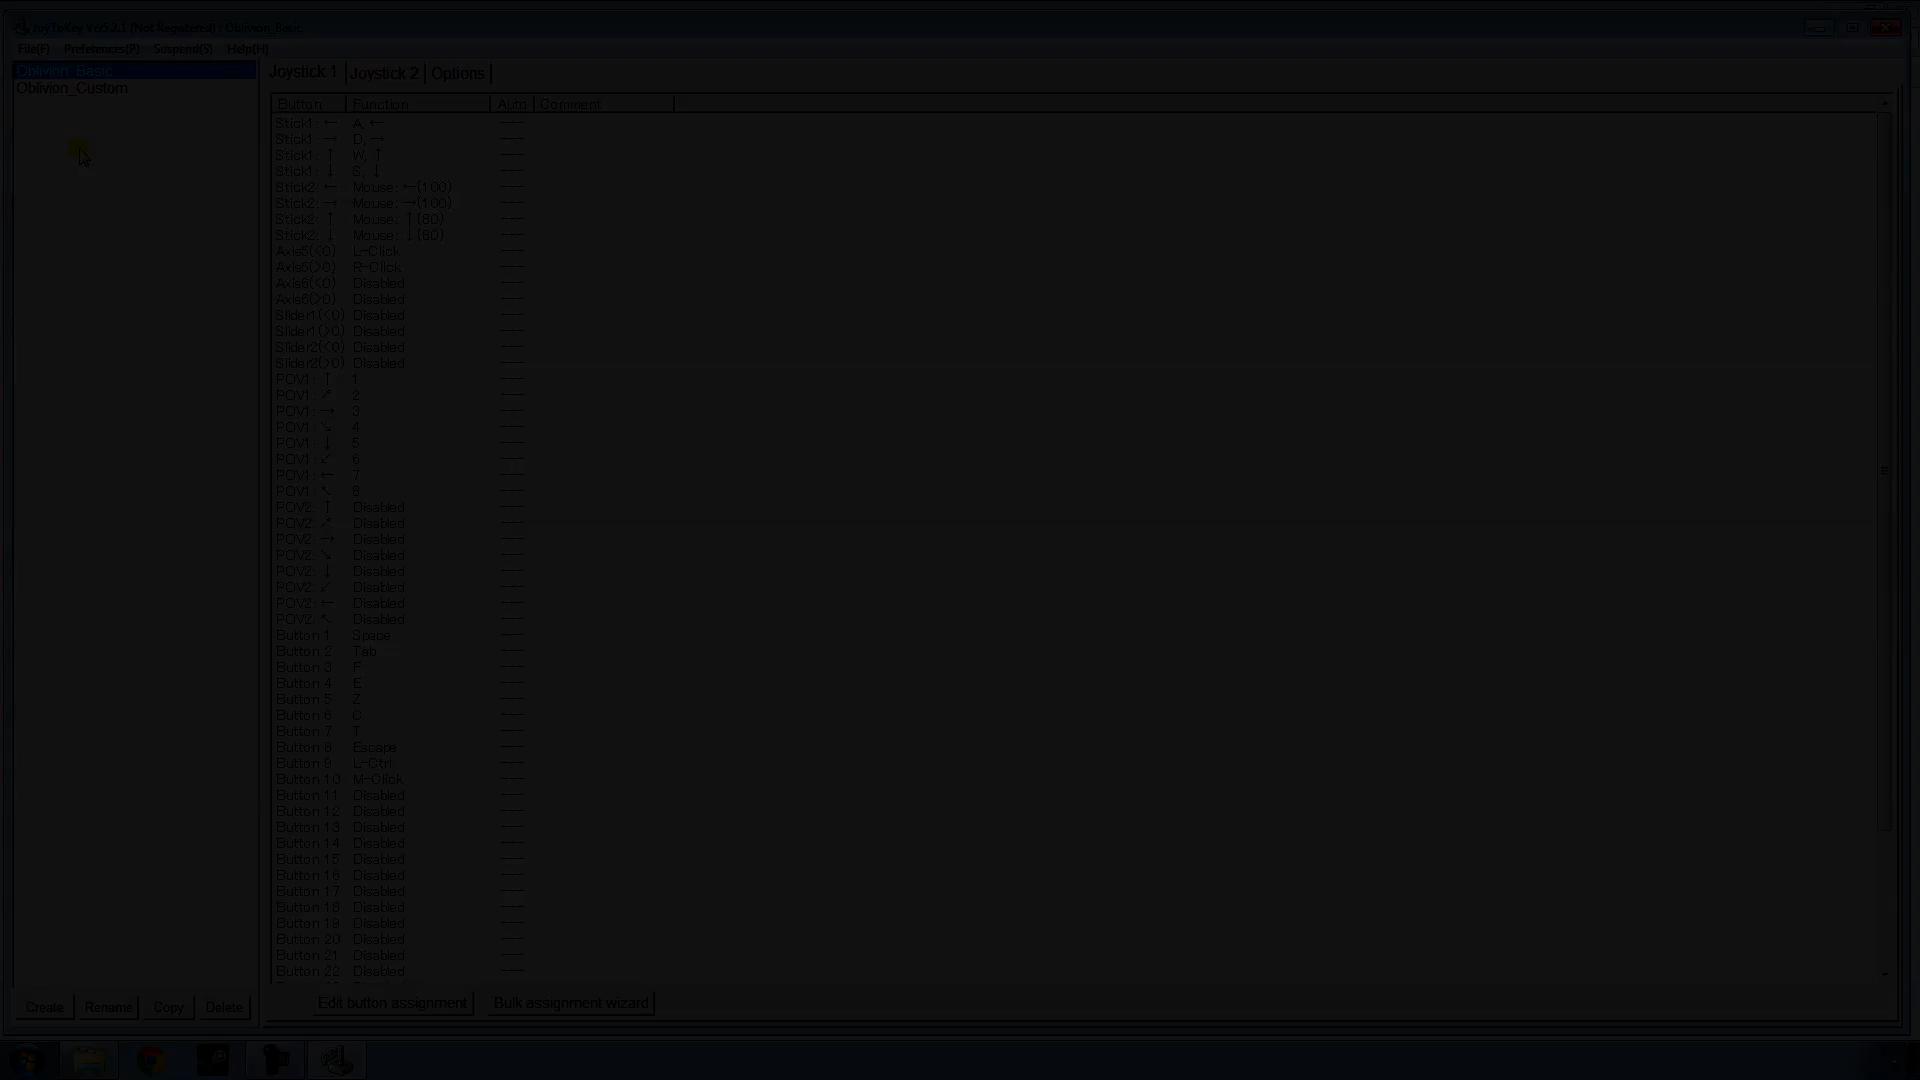 JoyToKey Ver5.2.1 (Not Registered) : Oblivion_Basic
File(F) Preferences(P) Suspend(S) Help(H)
Oblivion_Basic
Oblivion_Custom
Joystick 1 Joystick 2 Options
Button Function Auto Comment
Stick1: ← A, ← ----
Stick1: → D, → ----
Stick1: ↑ W, ↑ ----
Stick1: ↓ S, ↓ ----
Stick2: ← Mouse: ←(100) ----
Stick2: → Mouse: →(100) ----
Stick2: ↑ Mouse: ↑(80) ----
Stick2: ↓ Mouse: ↓(80) ----
Axis5(<0) L-Click ----
Axis5(>0) R-Click ----
Axis6(<0) Disabled ----
Axis6(>0) Disabled ----
Slider1(<0) Disabled ----
Slider1(>0) Disabled ----
Slider2(<0) Disabled ----
Slider2(>0) Disabled ----
POV1: ↑ 1 ----
POV1: ↗ 2 ----
POV1: → 3 ----
POV1: ↘ 4 ----
POV1: ↓ 5 ----
POV1: ↙ 6 ----
POV1: ← 7 ----
POV1: ↖ 8 ----
POV2: ↑ Disabled ----
POV2: ↗ Disabled ----
POV2: → Disabled ----
POV2: ↘ Disabled ----
POV2: ↓ Disabled ----
POV2: ↙ Disabled ----
POV2: ← Disabled ----
POV2: ↖ Disabled ----
Button 1 Space ----
Button 2 Tab ----
Button 3 F ----
Button 4 E ----
Button 5 Z ----
Button 6 C ----
Button 7 T ----
Button 8 Escape ----
Button 9 L-Ctrl ----
Button 10 M-Click ----
Button 11 Disabled ----
Button 12 Disabled ----
Button 13 Disabled ----
Button 14 Disabled ----
Button 15 Disabled ----
Button 16 Disabled ----
Button 17 Disabled ----
Button 18 Disabled ----
Button 19 Disabled ----
Button 20 Disabled ----
Button 21 Disabled ----
Button 22 Disabled ----
Create Rename Copy Delete
Edit button assignment Bulk assignment wizard